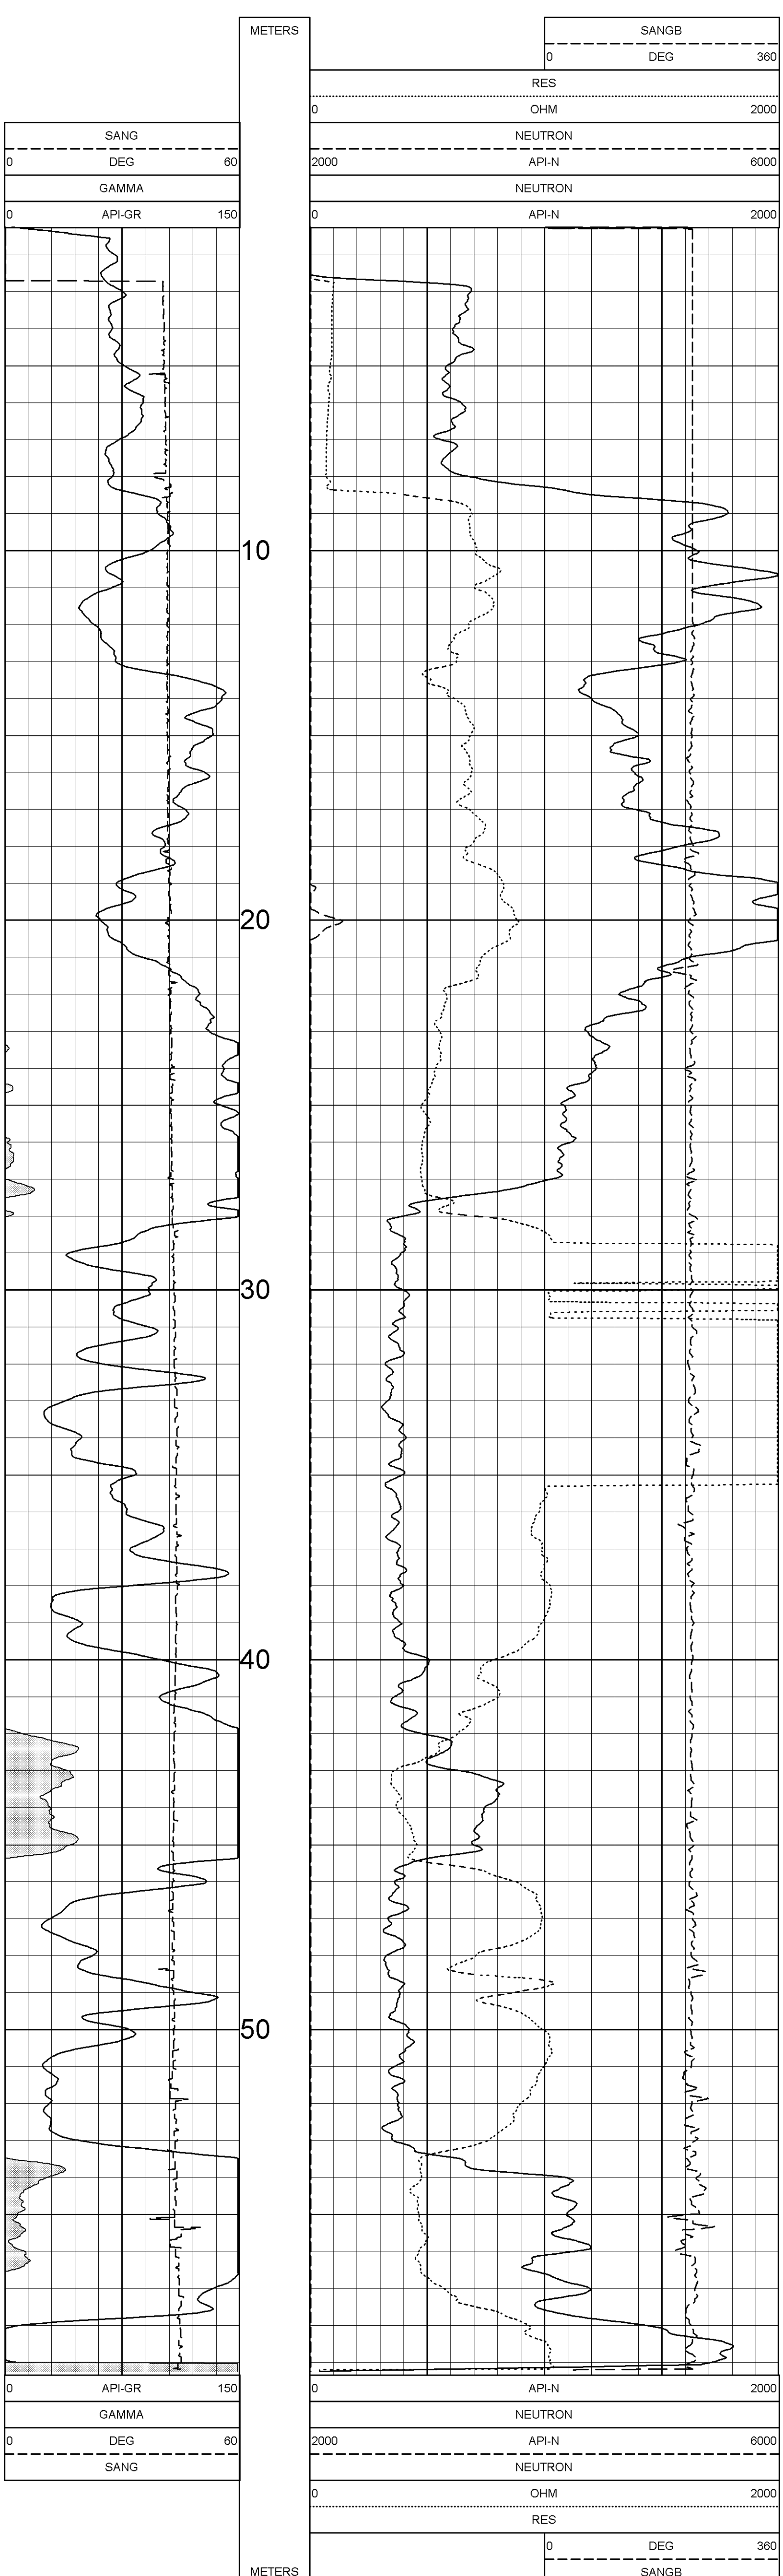 METERS
SANGB
0 DEG 360
RES
0 OHM 2000
SANG
NEUTRON
0 DEG 60
2000 API-N 6000
GAMMA
NEUTRON
0 API-GR 150
0 API-N 2000
10
20
30
40
50
0 API-GR 150
0 API-N 2000
GAMMA
NEUTRON
0 DEG 60
2000 API-N 6000
SANG
NEUTRON
0 OHM 2000
RES
0 DEG 360
METERS
SANGB